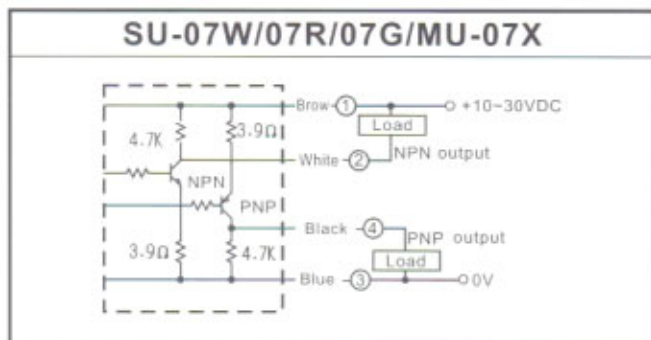 SU-07W/07R/07G/MU-07X
Brow ① +10~30VDC
4.7K 3.9Ω Load
White ② NPN output
NPN
PNP
Black ④ PNP output
3.9Ω 4.7K Load
Blue ③ 0V